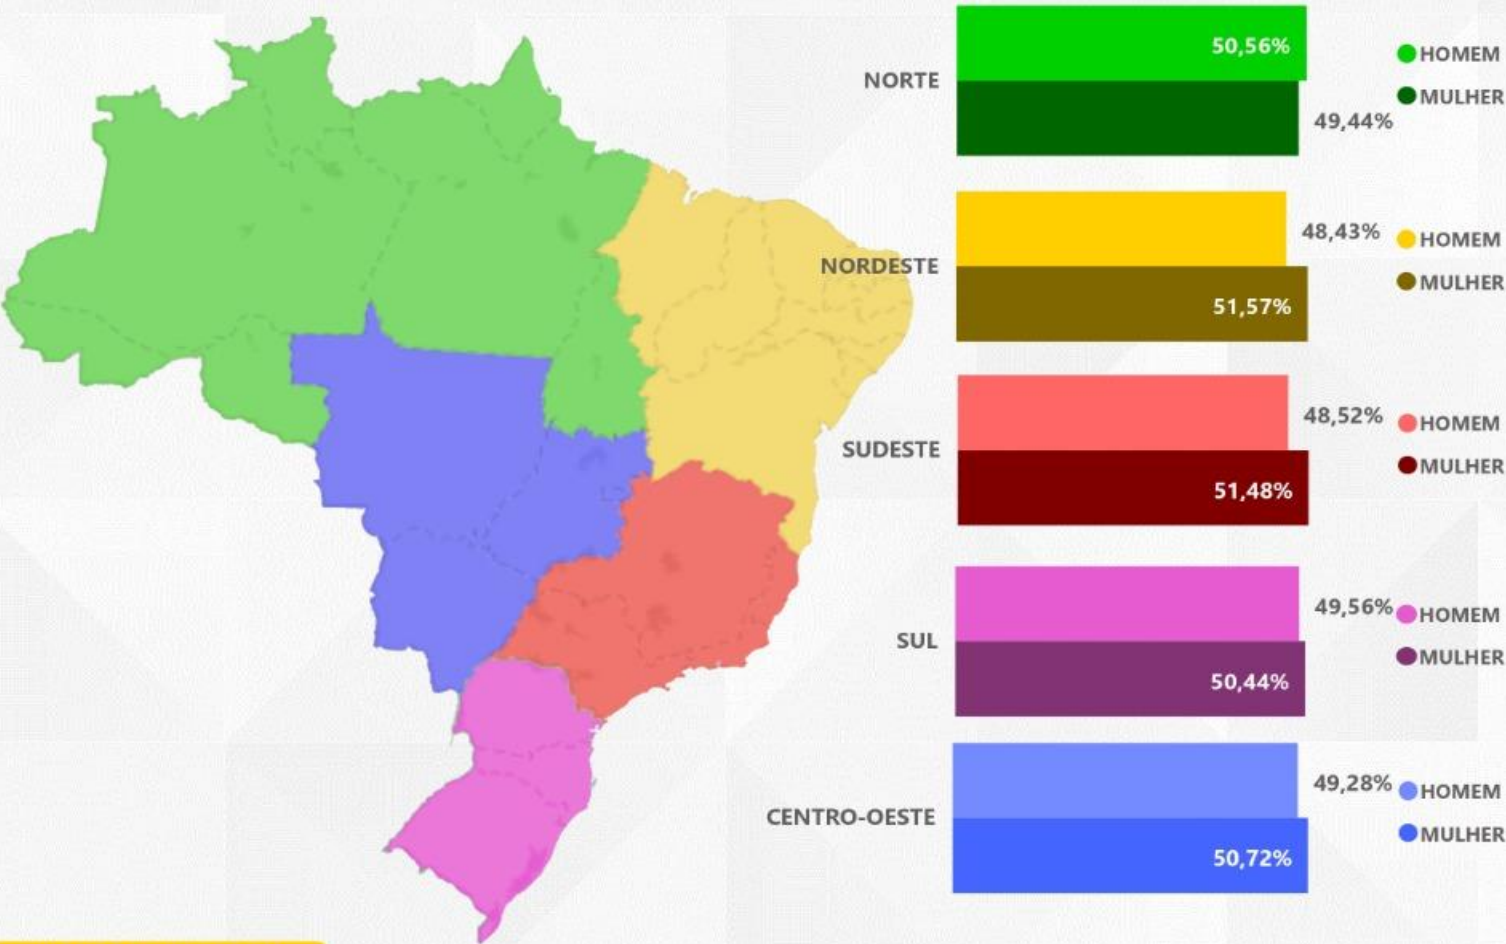 50,56%
HOMEM
NORTE
MULHER
49,44%
48,43%
HOMEM
NORDESTE
MULHER
51,57%
48,52%
HOMEM
SUDESTE
MULHER
51,48%
49,56%
HOMEM
SUL
MULHER
50,44%
49,28%
HOMEM
CENTRO-OESTE
MULHER
50,72%